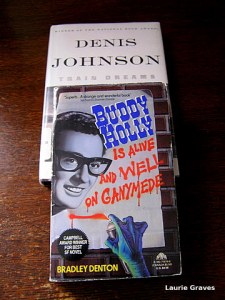 WINNER OF THE NATIONAL BOOK AWARD
DENIS
JOHNSON
TRAIN DREAMS
BUDDY
HOLLY
IS ALIVE
AND WELL
ON GANYMEDE
CAMPBELL
AWARD WINNER
FOR BEST
SF NOVEL
BRADLEY DENTON
Laurie Graves